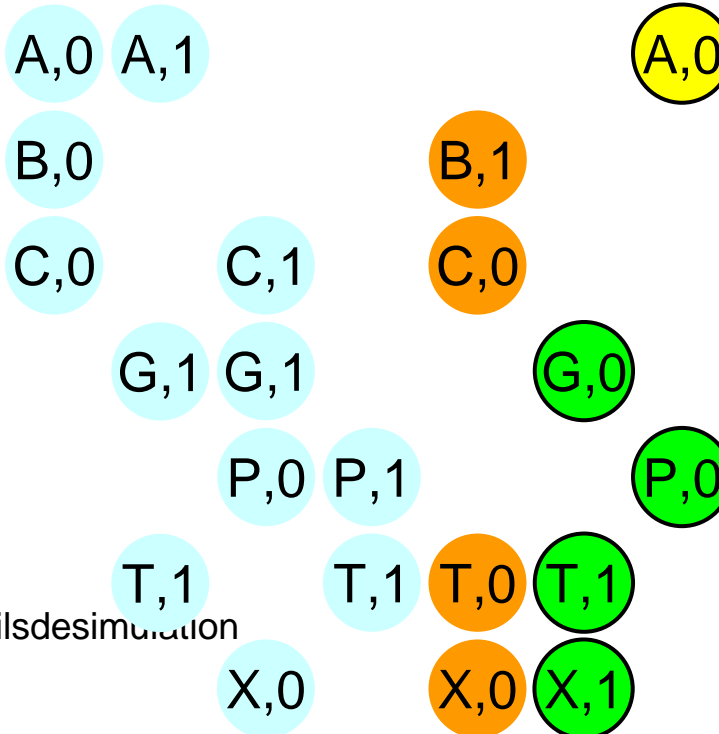 A,0 A,1 A,0
B,0 B,1
C,0 C,1 C,0
G,1 G,1 G,0
P,0 P,1 P,0
T,1 T,1 T,0 T,1
ilsdesimulation
X,0 X,0 X,1